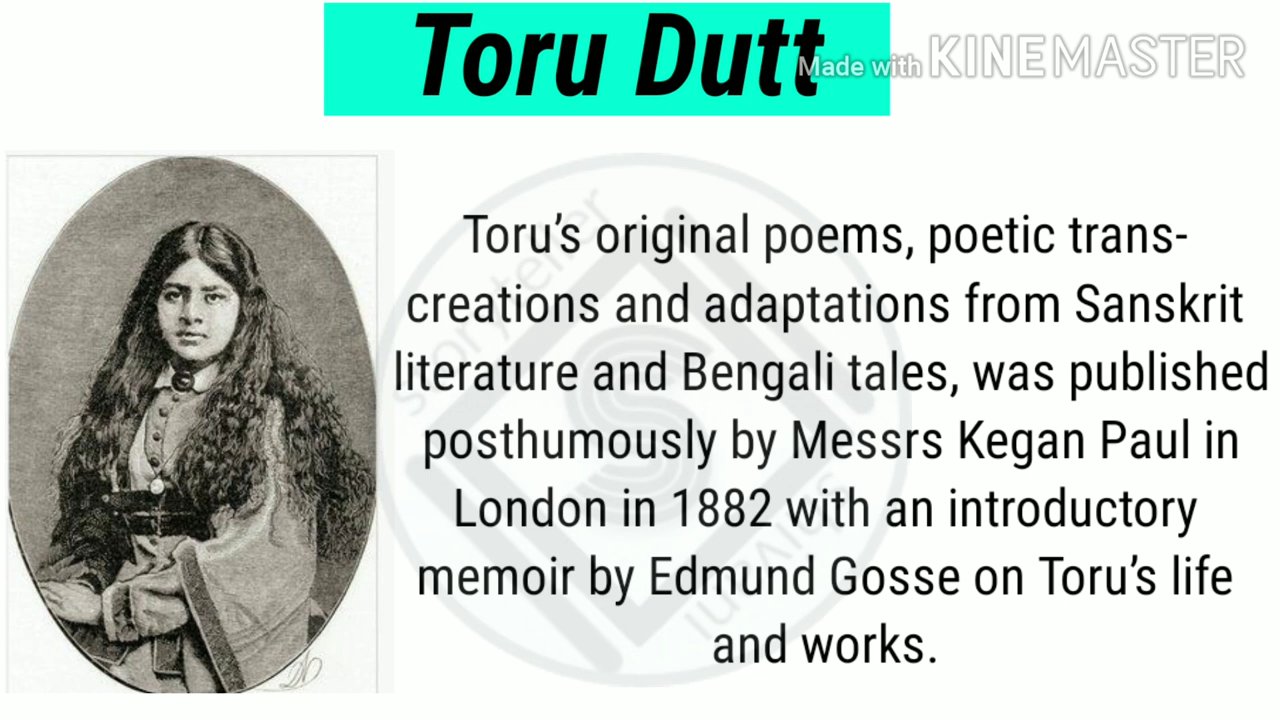 Toru Dutt
Made with KINEMASTER
Toru’s original poems, poetic trans-
creations and adaptations from Sanskrit
literature and Bengali tales, was published
posthumously by Messrs Kegan Paul in
London in 1882 with an introductory
memoir by Edmund Gosse on Toru’s life
and works.